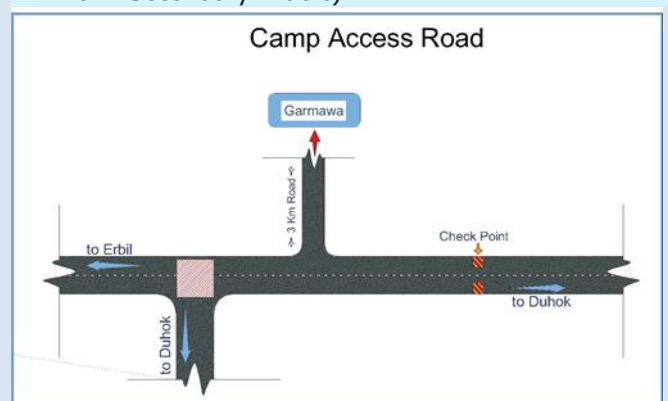 Camp Access Road
Garmawa
3 Km Road
Check Point
to Erbil
to Duhok
to Duhok